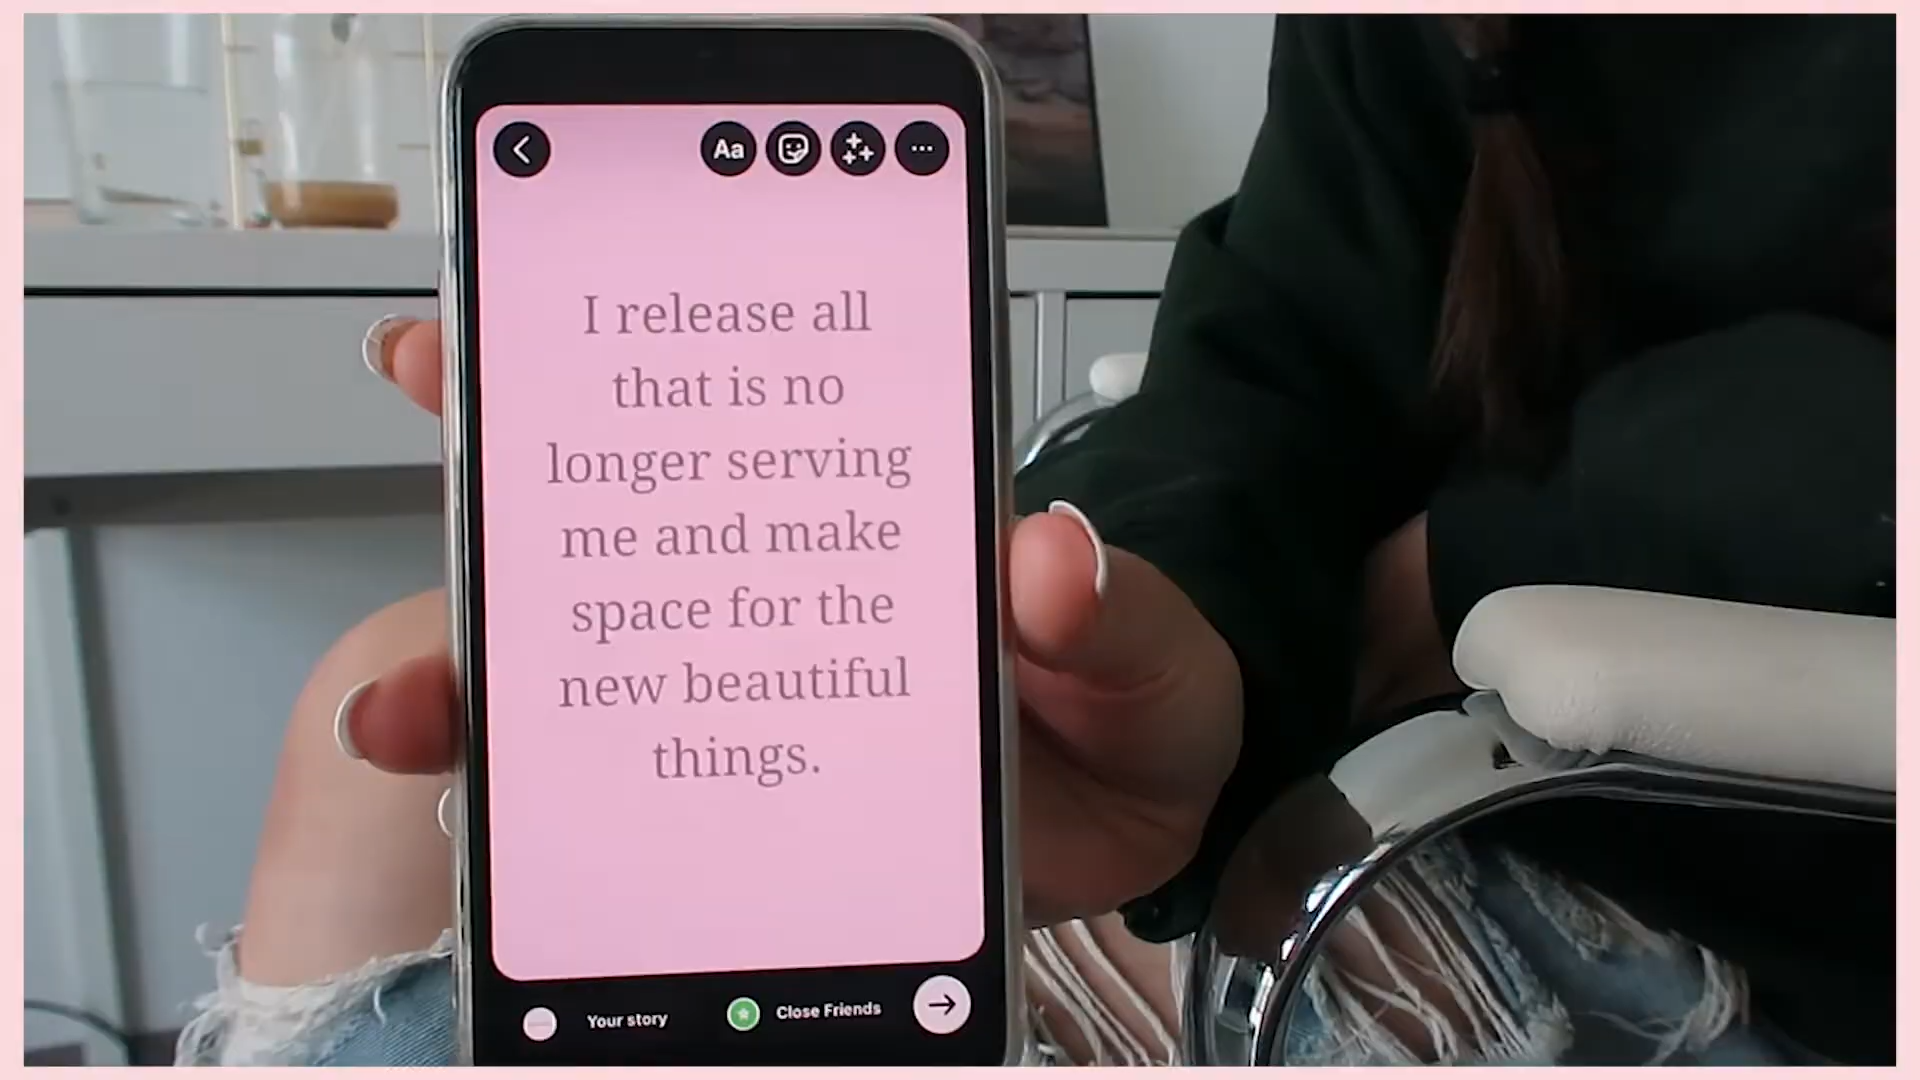 Aa
I release all
that is no
longer serving
me and make
space for the
new beautiful
things.
Your story
Close Friends